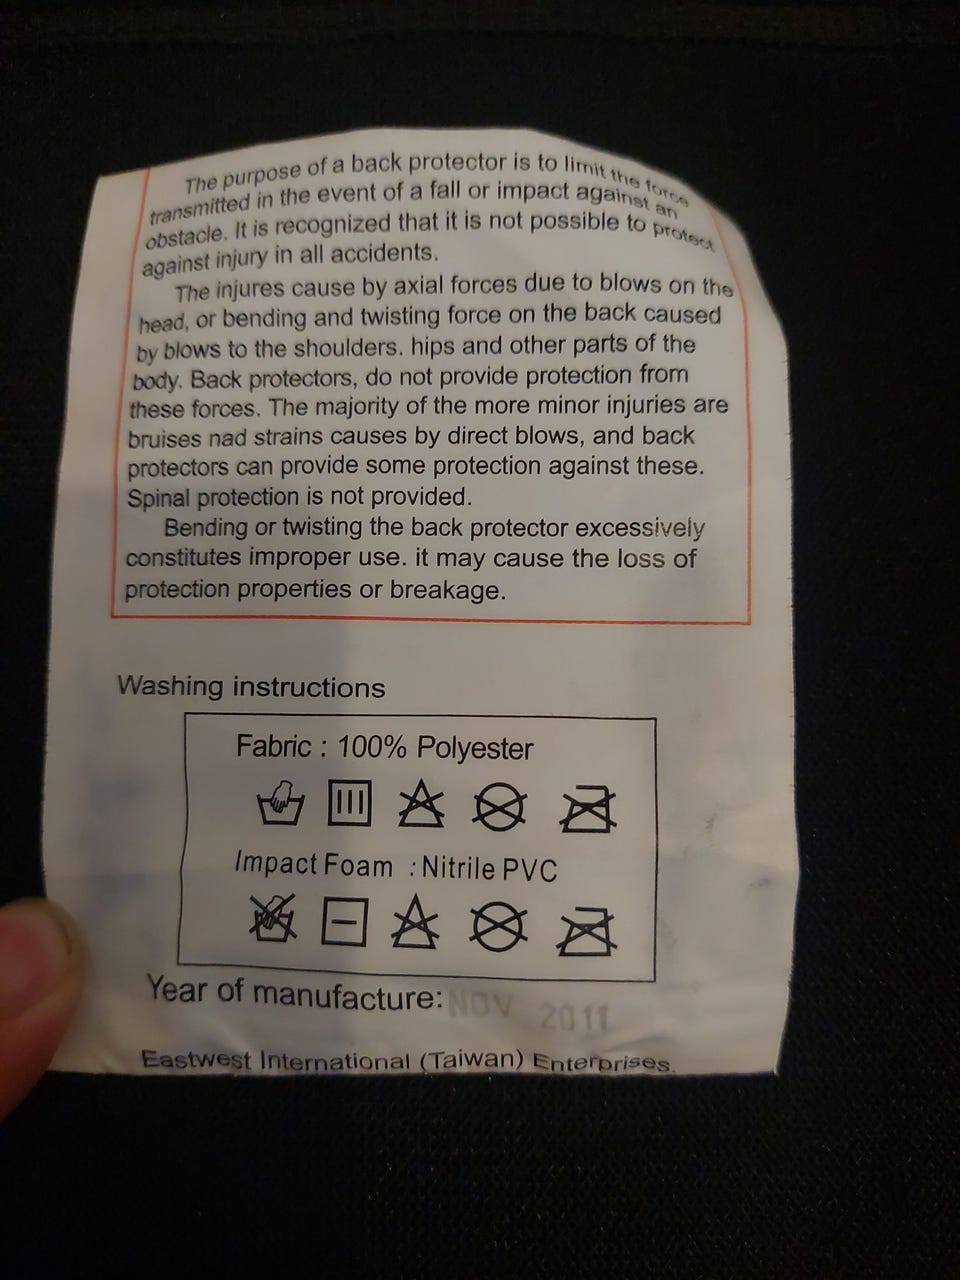 The purpose of a back protector is to limit the force
transmitted in the event of a fall or impact against an
obstacle. It is recognized that it is not possible to protect
against injury in all accidents.
The injures cause by axial forces due to blows on the
head, or bending and twisting force on the back caused
by blows to the shoulders. hips and other parts of the
body. Back protectors, do not provide protection from
these forces. The majority of the more minor injuries are
bruises nad strains causes by direct blows, and back
protectors can provide some protection against these.
Spinal protection is not provided.
Bending or twisting the back protector excessively
constitutes improper use. it may cause the loss of
protection properties or breakage.
Washing instructions
Fabric : 100% Polyester
Impact Foam : Nitrile PVC
Year of manufacture: NOV 2011
Eastwest International (Taiwan) Enterprises.